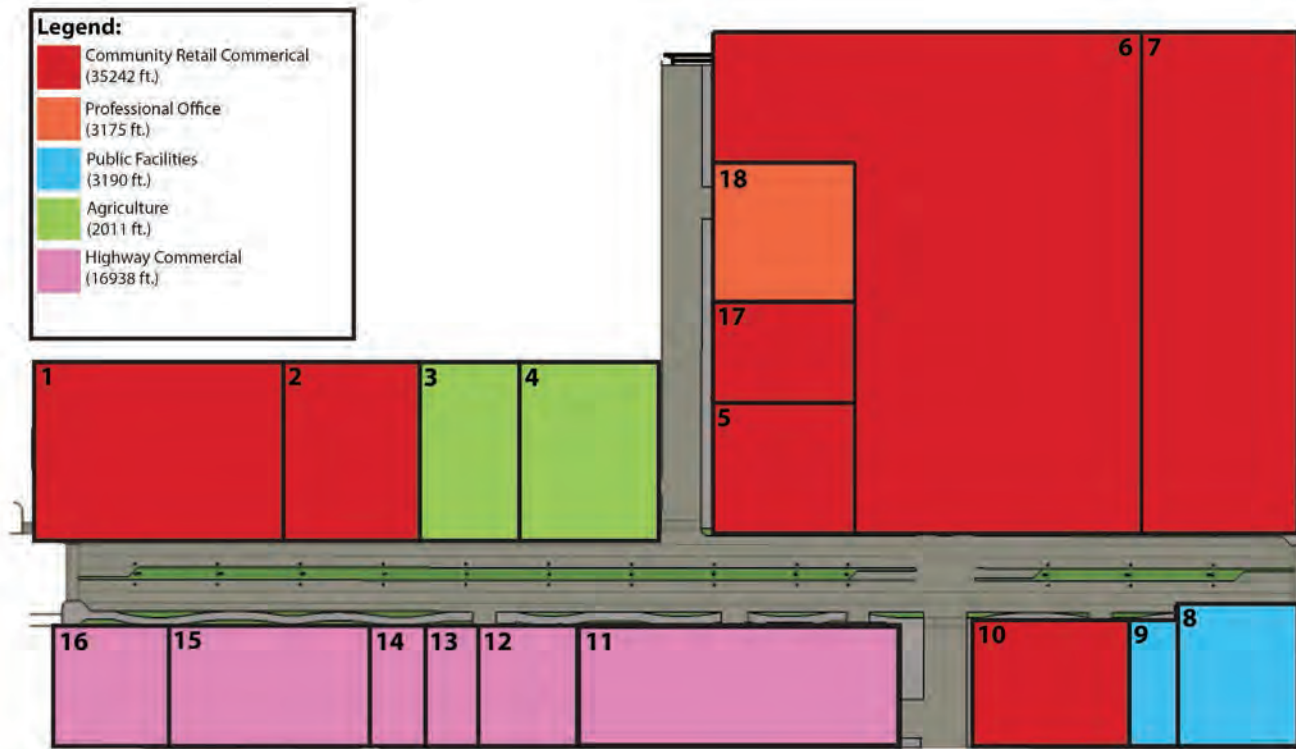 Legend:
Community Retail Commerical
(35242 ft.)
Professional Office
(3175 ft.)
Public Facilities
(3190 ft.)
Agriculture
(2011 ft.)
Highway Commercial
(16938 ft.)
6 7
18
17
1 2 3 4
5
8
16 15 14 13 12 11 10 9